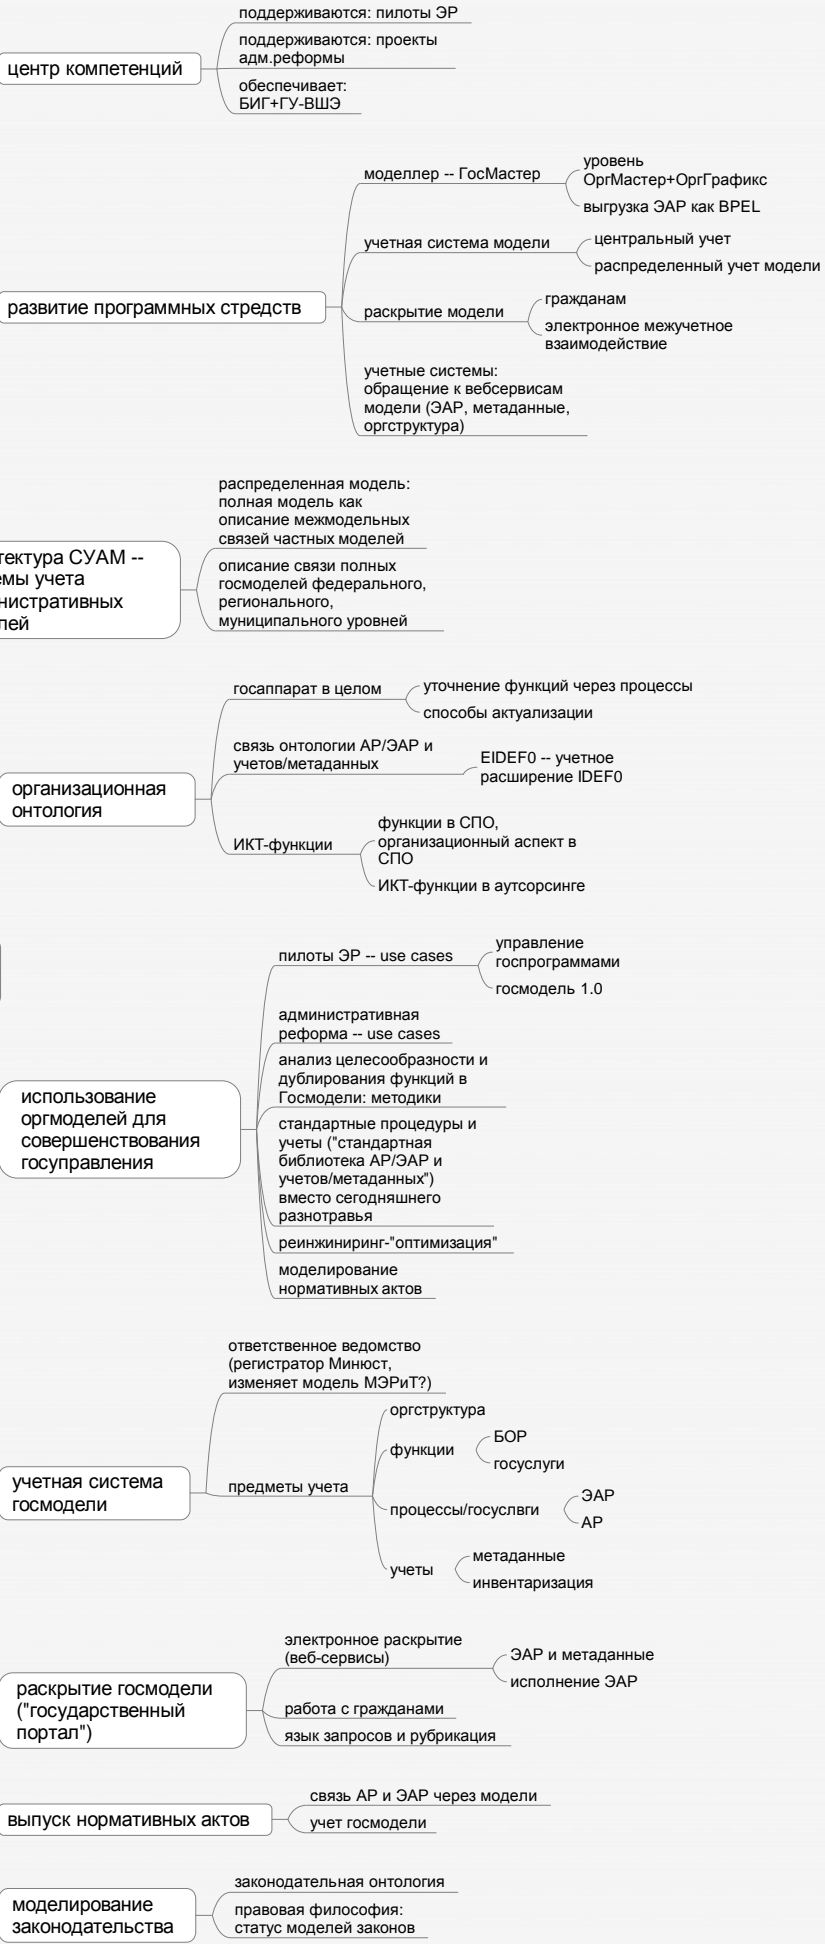 центр компетенций
поддерживаются: пилоты ЭР
поддерживаются: проекты
адм.реформы
обеспечивает:
БИГ+ГУ-ВШЭ
развитие программных стредств
моделлер -- ГосМастер
уровень
ОргМастер+ОргГрафикс
выгрузка ЭАР как BPEL
учетная система модели
центральный учет
распределенный учет модели
раскрытие модели
гражданам
электронное межучетное
взаимодействие
учетные системы:
обращение к вебсервисам
модели (ЭАР, метаданные,
оргструктура)
тектура СУАМ --
емы учета
нистративных
лей
распределенная модель:
полная модель как
описание межмодельных
связей частных моделей
описание связи полных
госмоделей федерального,
регионального,
муниципального уровней
организационная
онтология
госаппарат в целом
уточнение функций через процессы
способы актуализации
связь онтологии АР/ЭАР и
учетов/метаданных
EIDEF0 -- учетное
расширение IDEF0
ИКТ-функции
функции в СПО,
организационный аспект в
СПО
ИКТ-функции в аутсорсинге
использование
оргмоделей для
совершенствования
госуправления
пилоты ЭР -- use cases
управление
госпрограммами
госмодель 1.0
административная
реформа -- use cases
анализ целесообразности и
дублирования функций в
Госмодели: методики
стандартные процедуры и
учеты ("стандартная
библиотека АР/ЭАР и
учетов/метаданных")
вместо сегодняшнего
разнотравья
реинжиниринг-"оптимизация"
моделирование
нормативных актов
учетная система
госмодели
ответственное ведомство
(регистратор Минюст,
изменяет модель МЭРиТ?)
предметы учета
оргструктура
функции
БОР
госуслуги
процессы/госуслвги
ЭАР
АР
учеты
метаданные
инвентаризация
раскрытие госмодели
("государственный
портал")
электронное раскрытие
(веб-сервисы)
ЭАР и метаданные
исполнение ЭАР
работа с гражданами
язык запросов и рубрикация
выпуск нормативных актов
связь АР и ЭАР через модели
учет госмодели
моделирование
законодательства
законодательная онтология
правовая философия:
статус моделей законов